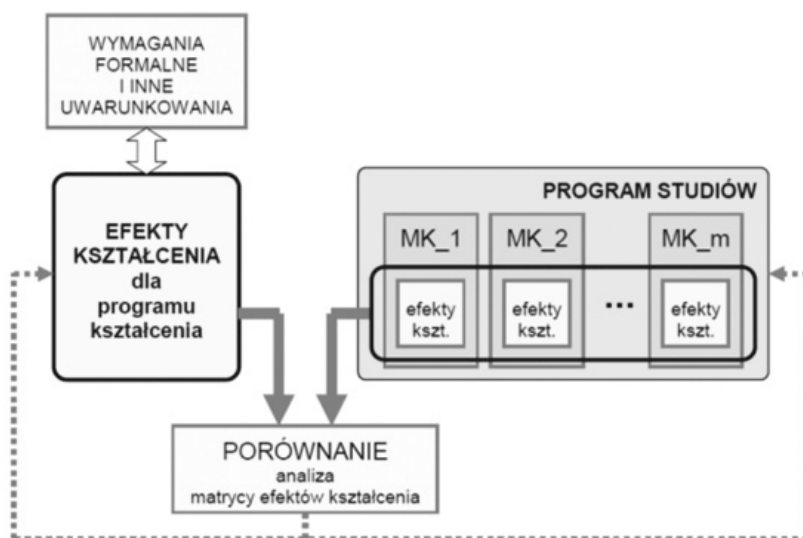 WYMAGANIA
FORMALNE
I INNE
UWARUNKOWANIA
EFEKTY
KSZTAŁCENIA
dla
programu
kształcenia
PROGRAM STUDIÓW
MK_1
MK_2
MK_m
efekty
kszt.
efekty
kszt.
...
efekty
kszt.
PORÓWNANIE
analiza
matrycy efektów kształcenia